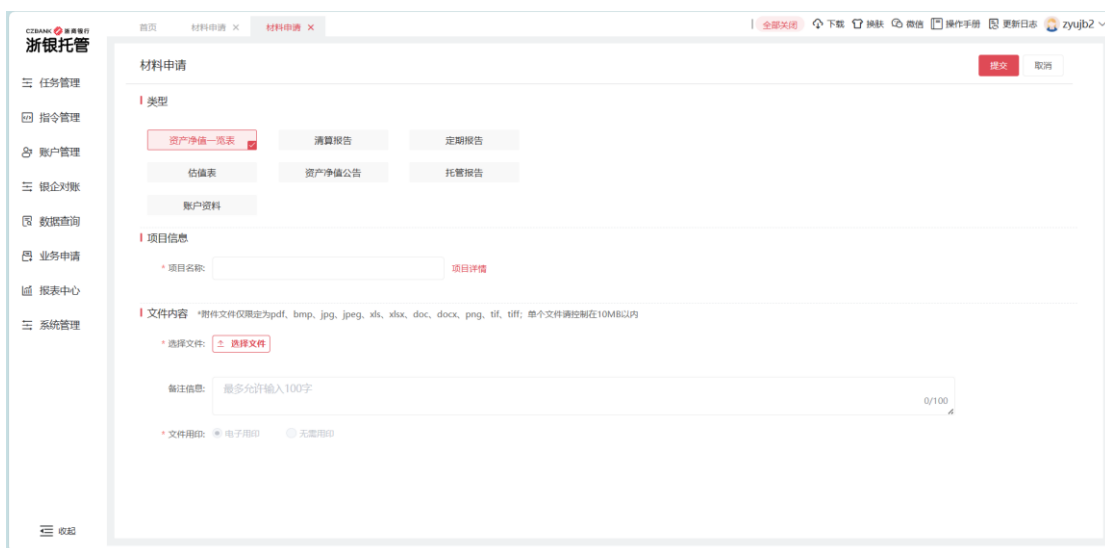 CZBANK 浙商银行
浙银托管
首页 材料申请 × 材料申请 ×
全部关闭 下载 换肤 微信 操作手册 更新日志 zyujb2
任务管理
指令管理
账户管理
银企对账
数据查询
业务申请
报表中心
系统管理
收起
材料申请 提交 取消
类型
资产净值一览表 清算报告 定期报告
估值表 资产净值公告 托管报告
账户资料
项目信息
* 项目名称: 项目详情
文件内容 *附件文件仅限定为pdf、bmp、jpg、jpeg、xls、xlsx、doc、docx、png、tif、tiff; 单个文件请控制在10MB以内
* 选择文件: 选择文件
备注信息: 最多允许输入100字
0/100
* 文件用印: 电子用印 无需用印